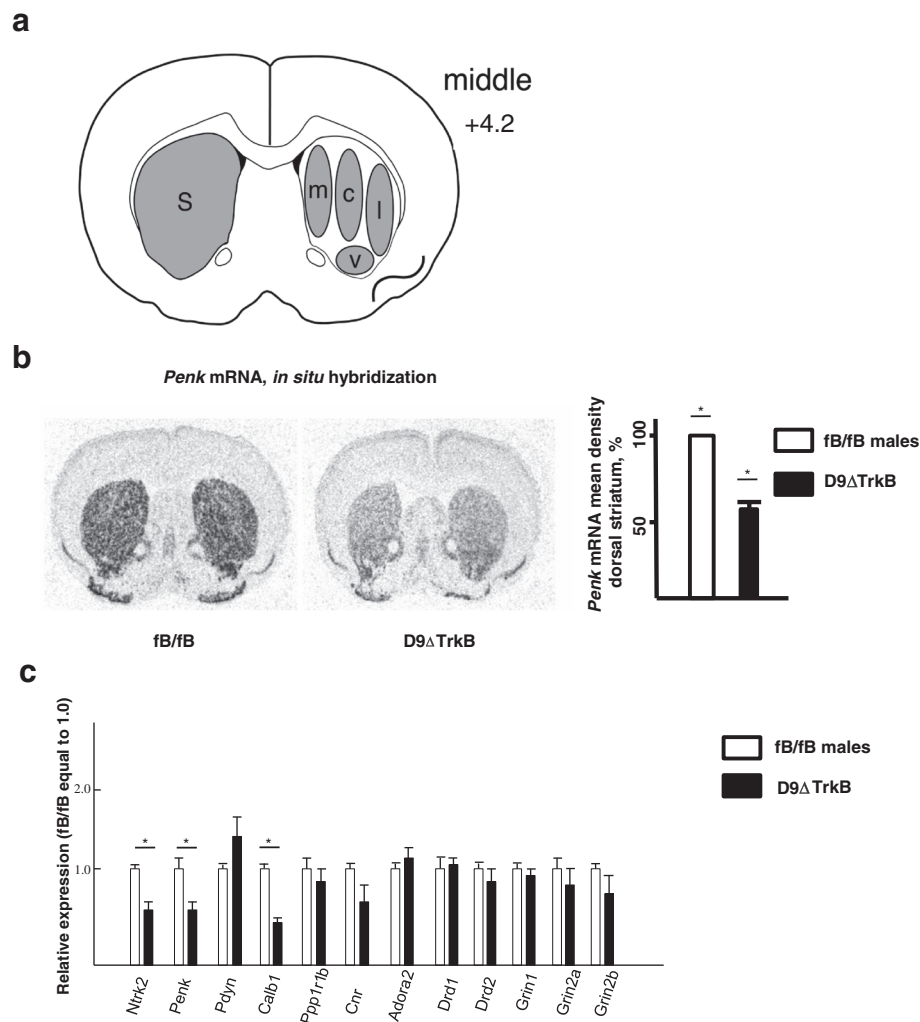 a
middle
+4.2
S
m
c
l
v
b
Penk mRNA, in situ hybridization
fB/fB
D9ΔTrkB
Penk mRNA mean density
dorsal striatum, %
100
50
*
*
fB/fB males
D9ΔTrkB
c
Relative expression (fB/fB equal to 1.0)
2.0
1.0
*
*
*
fB/fB males
D9ΔTrkB
Ntrk2
Penk
Pdyn
Calb1
Ppp1r1b
Cnr
Adora2
Drd1
Drd2
Grin1
Grin2a
Grin2b